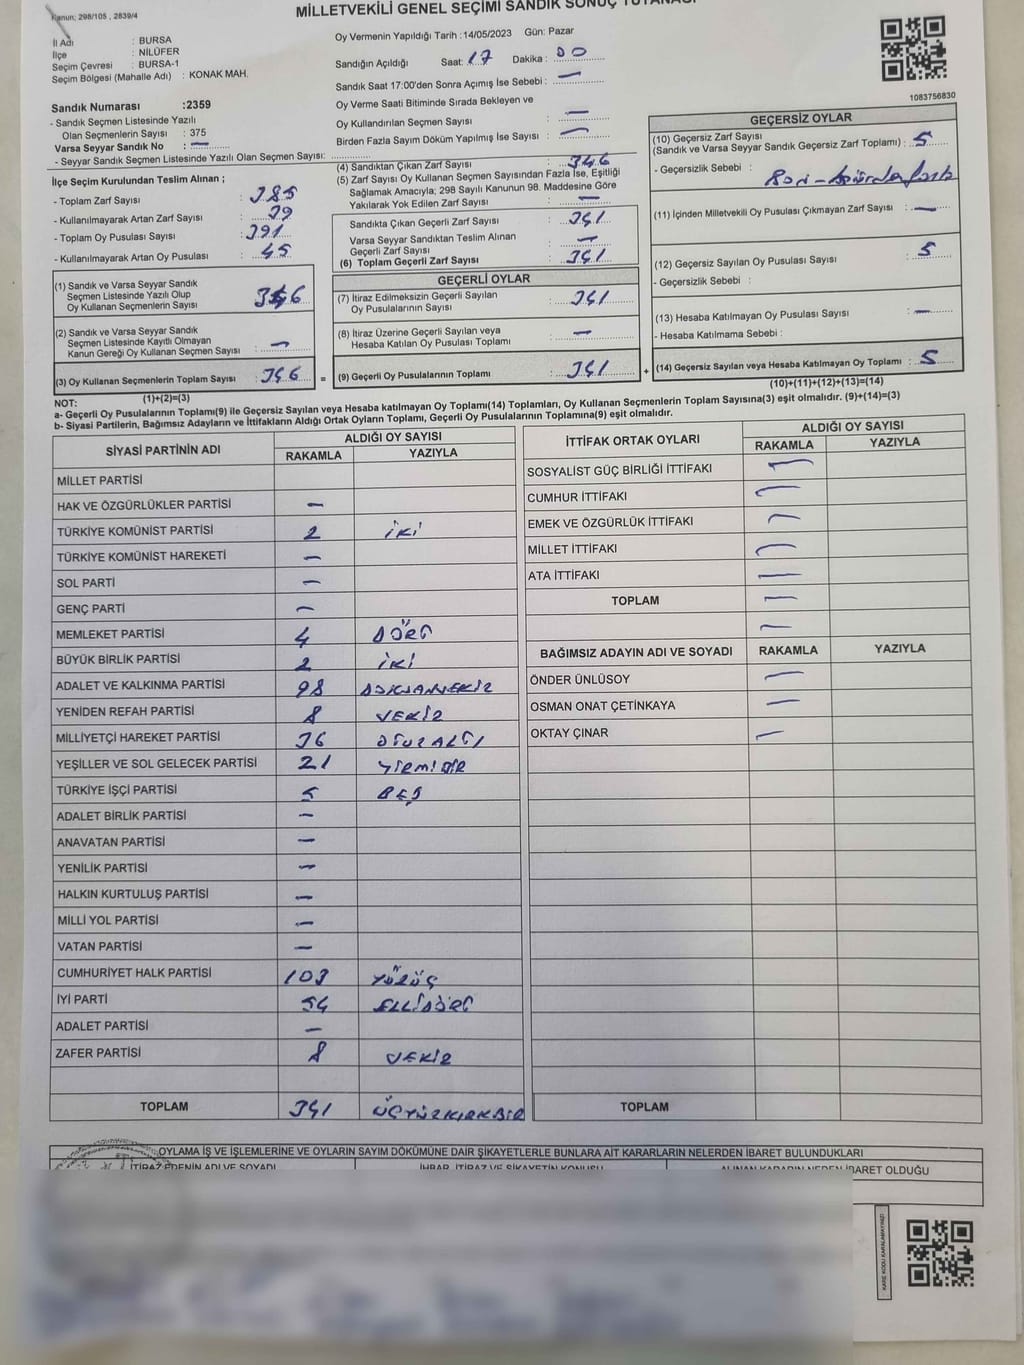 Kanun; 298/105 , 2839/4
MİLLETVEKİLİ GENEL SEÇİMİ SANDIK SONUÇ TUTANAĞI
İl Adı : BURSA
İlçe : NİLÜFER
Seçim Çevresi : BURSA-1
Seçim Bölgesi (Mahalle Adı) : KONAK MAH.
Oy Vermenin Yapıldığı Tarih :14/05/2023 Gün: Pazar
Sandığın Açıldığı Saat: 17 Dakika : 00
Sandık Saat 17:00'den Sonra Açımış İse Sebebi : —
Oy Verme Saati Bitiminde Sırada Bekleyen ve
Oy Kullandırılan Seçmen Sayısı : —
Birden Fazla Sayım Döküm Yapılmış İse Sayısı : —
1083756830
Sandık Numarası :2359
- Sandık Seçmen Listesinde Yazılı
Olan Seçmenlerin Sayısı : 375
Varsa Seyyar Sandık No : —
- Seyyar Sandık Seçmen Listesinde Yazılı Olan Seçmen Sayısı:
İlçe Seçim Kurulundan Teslim Alınan ;
- Toplam Zarf Sayısı : 385
- Kullanılmayarak Artan Zarf Sayısı : 39
- Toplam Oy Pusulası Sayısı : 391
- Kullanılmayarak Artan Oy Pusulası : 45
(1) Sandık ve Varsa Seyyar Sandık
Seçmen Listesinde Yazılı Olup
Oy Kullanan Seçmenlerin Sayısı : 346
(2) Sandık ve Varsa Seyyar Sandık
Seçmen Listesinde Kayıtlı Olmayan
Kanun Gereği Oy Kullanan Seçmen Sayısı : —
(3) Oy Kullanan Seçmenlerin Toplam Sayısı : 346 =
(1)+(2)=(3)
(4) Sandıktan Çıkan Zarf Sayısı : 346
(5) Zarf Sayısı Oy Kullanan Seçmen Sayısından Fazla İse, Eşitliği
Sağlamak Amacıyla; 298 Sayılı Kanunun 98. Maddesine Göre
Yakılarak Yok Edilen Zarf Sayısı : —
Sandıkta Çıkan Geçerli Zarf Sayısı : 341
Varsa Seyyar Sandıktan Teslim Alınan
Geçerli Zarf Sayısı : —
(6) Toplam Geçerli Zarf Sayısı : 341
GEÇERLİ OYLAR
(7) İtiraz Edilmeksizin Geçerli Sayılan
Oy Pusulalarının Sayısı : 341
(8) İtiraz Üzerine Geçerli Sayılan veya
Hesaba Katılan Oy Pusulası Toplamı : —
(9) Geçerli Oy Pusulalarının Toplamı : 341 +
GEÇERSİZ OYLAR
(10) Geçersiz Zarf Sayısı
(Sandık ve Varsa Seyyar Sandık Geçersiz Zarf Toplamı) : 5
- Geçersizlik Sebebi :
(11) İçinden Milletvekili Oy Pusulası Çıkmayan Zarf Sayısı : —
(12) Geçersiz Sayılan Oy Pusulası Sayısı : 5
- Geçersizlik Sebebi :
(13) Hesaba Katılmayan Oy Pusulası Sayısı : —
- Hesaba Katılmama Sebebi :
(14) Geçersiz Sayılan veya Hesaba Katılmayan Oy Toplamı : 5
(10)+(11)+(12)+(13)=(14)
NOT:
a- Geçerli Oy Pusulalarının Toplamı(9) ile Geçersiz Sayılan veya Hesaba katılmayan Oy Toplamı(14) Toplamları, Oy Kullanan Seçmenlerin Toplam Sayısına(3) eşit olmalıdır. (9)+(14)=(3)
b- Siyasi Partilerin, Bağımsız Adayların ve İttifakların Aldığı Ortak Oyların Toplamı, Geçerli Oy Pusulalarının Toplamına(9) eşit olmalıdır.
SİYASİ PARTİNİN ADI ALDIĞI OY SAYISI
RAKAMLA YAZIYLA
MİLLET PARTİSİ
HAK VE ÖZGÜRLÜKLER PARTİSİ —
TÜRKİYE KOMÜNİST PARTİSİ 2 İKİ
TÜRKİYE KOMÜNİST HAREKETİ —
SOL PARTİ —
GENÇ PARTİ —
MEMLEKET PARTİSİ 4 DÖRT
BÜYÜK BİRLİK PARTİSİ 2 İKİ
ADALET VE KALKINMA PARTİSİ 98 DOKSANSEKİZ
YENİDEN REFAH PARTİSİ 8 SEKİZ
MİLLİYETÇİ HAREKET PARTİSİ 36 OTUZALTI
YEŞİLLER VE SOL GELECEK PARTİSİ 21 YİRMİBİR
TÜRKİYE İŞÇİ PARTİSİ 5 BEŞ
ADALET BİRLİK PARTİSİ —
ANAVATAN PARTİSİ —
YENİLİK PARTİSİ —
HALKIN KURTULUŞ PARTİSİ —
MİLLİ YOL PARTİSİ —
VATAN PARTİSİ —
CUMHURİYET HALK PARTİSİ 103 YÜZÜÇ
İYİ PARTİ 54 ELLİDÖRT
ADALET PARTİSİ —
ZAFER PARTİSİ 8 SEKİZ
TOPLAM 341 ÜÇYÜZKIRKBİR
İTTİFAK ORTAK OYLARI ALDIĞI OY SAYISI
RAKAMLA YAZIYLA
SOSYALİST GÜÇ BİRLİĞİ İTTİFAKI —
CUMHUR İTTİFAKI —
EMEK VE ÖZGÜRLÜK İTTİFAKI —
MİLLET İTTİFAKI —
ATA İTTİFAKI —
TOPLAM —
—
BAĞIMSIZ ADAYIN ADI VE SOYADI RAKAMLA YAZIYLA
ÖNDER ÜNLÜSOY —
OSMAN ONAT ÇETİNKAYA —
OKTAY ÇINAR —
TOPLAM
OYLAMA İŞ VE İŞLEMLERİNE VE OYLARIN SAYIM DÖKÜMÜNE DAİR ŞİKAYETLERLE BUNLARA AİT KARARLARIN NELERDEN İBARET BULUNDUKLARI
İTİRAZ EDENİN ADI VE SOYADI İHBAR, İTİRAZ VE ŞİKAYETİN KONUSU ALINAN KARARIN NEDEN İBARET OLDUĞU
KARE KODU KARALAMAYINIZ!